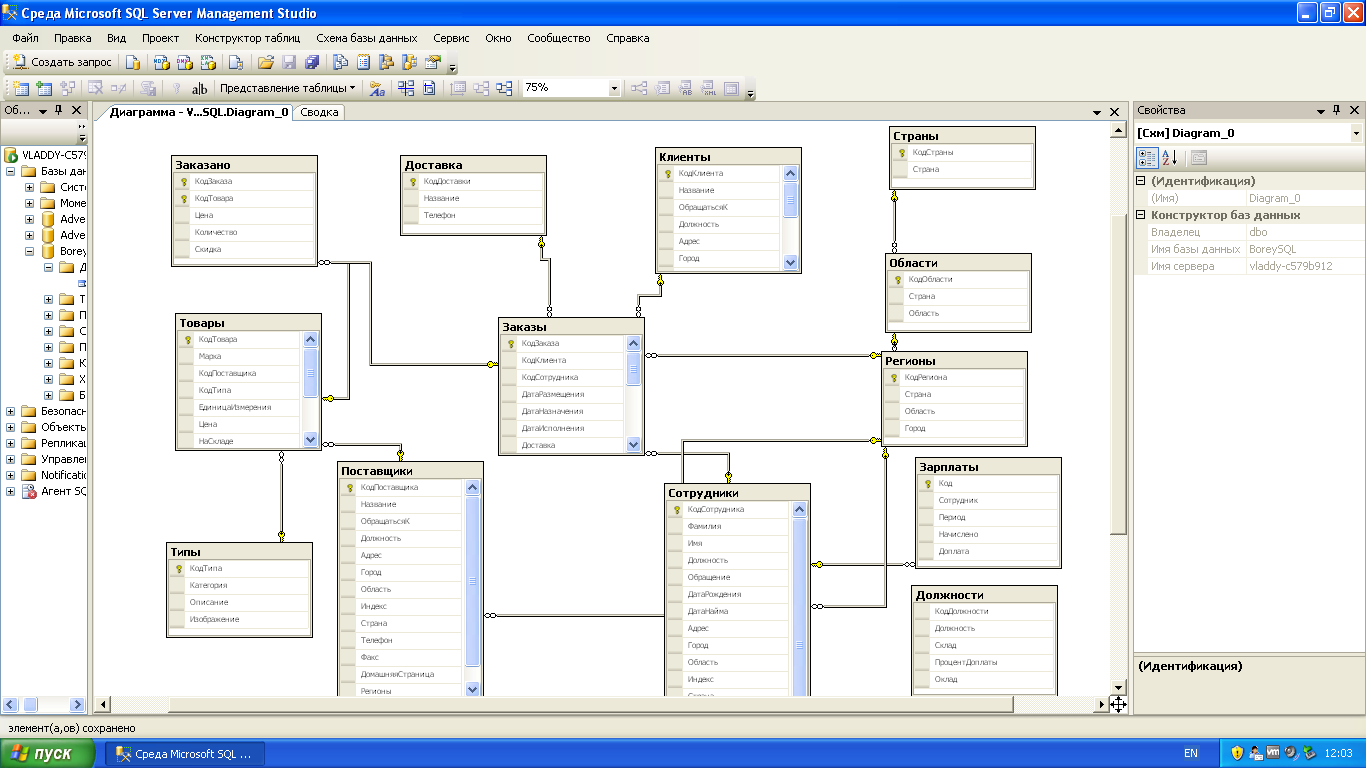 Среда Microsoft SQL Server Management Studio
Файл Правка Вид Проект Конструктор таблиц Схема базы данных Сервис Окно Сообщество Справка
Создать запрос
Представление таблицы 75%
Об...
Диаграмма - V...SQL.Diagram_0 Сводка
VLADDY-C579
Базы дан
Сист
Моме
Adve
Adve
Borey
Д
Т
П
С
П
К
Х
Б
Безопасн
Объекты
Репликац
Управле
Notificatio
Агент SQ
Заказано
КодЗаказа
КодТовара
Цена
Количество
Скидка
Доставка
КодДоставки
Название
Телефон
Клиенты
КодКлиента
Название
ОбращатьсяК
Должность
Адрес
Город
Страны
КодСтраны
Страна
Области
КодОбласти
Страна
Область
Товары
КодТовара
Марка
КодПоставщика
КодТипа
ЕдиницаИзмерения
Цена
НаСкладе
Заказы
КодЗаказа
КодКлиента
КодСотрудника
ДатаРазмещения
ДатаНазначения
ДатаИсполнения
Доставка
Регионы
КодРегиона
Страна
Область
Город
Поставщики
КодПоставщика
Название
ОбращатьсяК
Должность
Адрес
Город
Область
Индекс
Страна
Телефон
Факс
ДомашняяСтраница
Регионы
Сотрудники
КодСотрудника
Фамилия
Имя
Должность
Обращение
ДатаРождения
ДатаНайма
Адрес
Город
Область
Индекс
Страна
Зарплаты
Код
Сотрудник
Период
Начислено
Доплата
Типы
КодТипа
Категория
Описание
Изображение
Должности
КодДолжности
Должность
Склад
ПроцентДоплаты
Оклад
Свойства
[Схм] Diagram_0
(Идентификация)
(Имя) Diagram_0
Конструктор баз данных
Владелец dbo
Имя базы данных BoreySQL
Имя сервера vladdy-c579b912
(Идентификация)
элемент(а,ов) сохранено
пуск Среда Microsoft SQL ... EN 12:03